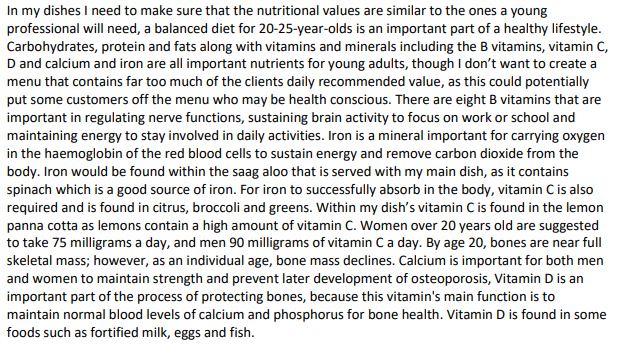 In my dishes I need to make sure that the nutritional values are similar to the ones a young
professional will need, a balanced diet for 20-25-year-olds is an important part of a healthy lifestyle.
Carbohydrates, protein and fats along with vitamins and minerals including the B vitamins, vitamin C,
D and calcium and iron are all important nutrients for young adults, though I don't want to create a
menu that contains far too much of the clients daily recommended value, as this could potentially
put some customers off the menu who may be health conscious. There are eight B vitamins that are
important in regulating nerve functions, sustaining brain activity to focus on work or school and
maintaining energy to stay involved in daily activities. Iron is a mineral important for carrying oxygen
in the haemoglobin of the red blood cells to sustain energy and remove carbon dioxide from the
body. Iron would be found within the saag aloo that is served with my main dish, as it contains
spinach which is a good source of iron. For iron to successfully absorb in the body, vitamin C is also
required and is found in citrus, broccoli and greens. Within my dish's vitamin C is found in the lemon
panna cotta as lemons contain a high amount of vitamin C. Women over 20 years old are suggested
to take 75 milligrams a day, and men 90 milligrams of vitamin C a day. By age 20, bones are near full
skeletal mass; however, as an individual age, bone mass declines. Calcium is important for both men
and women to maintain strength and prevent later development of osteoporosis, Vitamin D is an
important part of the process of protecting bones, because this vitamin's main function is to
maintain normal blood levels of calcium and phosphorus for bone health. Vitamin D is found in some
foods such as fortified milk, eggs and fish.